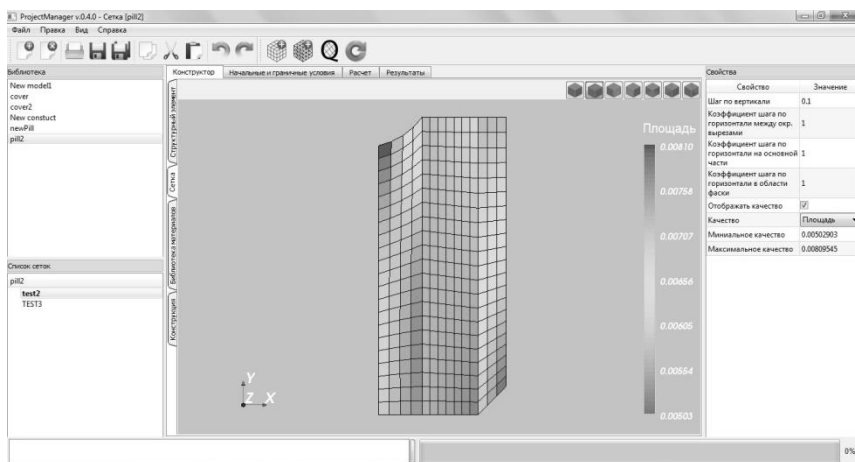 ProjectManager v.0.4.0 - Сетка [pill2]
Файл Правка Вид Справка
Библиотека
New model1
cover
cover2
New constuct
newPill
pill2
Список сеток
pill2
test2
TEST3
Конструктор Начальные и граничные условия Расчет Результаты
Структурный элемент
Сетка
Библиотека материалов
Конструкция
Площадь
0.00810
0.00758
0.00707
0.00656
0.00605
0.00554
0.00503
Y
Z X
Свойства
Свойство Значение
Шаг по вертикали 0.1
Коэффициент шага по
горизонтали между окр. 1
вырезами
Коэффициент шага по
горизонтали на основной 1
части
Коэффициент шага по
горизонтали в области 1
фаски
Отображать качество
Качество Площадь
Миниальное качество 0.00502903
Максимальное качество 0.00809545
0%